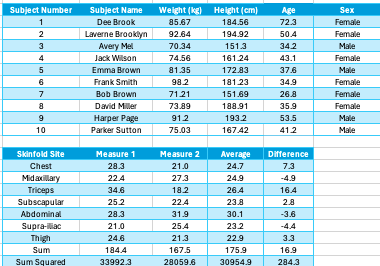 Subject Number Subject Name Weight (kg) Height (cm) Age Sex
1 Dee Brook 85.67 184.56 72.3 Female
2 Laverne Brooklyn 92.64 194.92 50.4 Female
3 Avery Mel 70.34 151.3 34.2 Male
4 Jack Wilson 74.56 161.24 43.1 Female
5 Emma Brown 81.35 172.83 37.6 Male
6 Frank Smith 98.2 181.23 34.9 Female
7 Bob Brown 71.21 151.69 26.8 Female
8 David Miller 73.89 188.91 35.9 Female
9 Harper Page 91.2 193.2 53.5 Male
10 Parker Sutton 75.03 167.42 41.2 Male
Skinfold Site Measure 1 Measure 2 Average Difference
Chest 28.3 21.0 24.7 7.3
Midaxillary 22.4 27.3 24.9 -4.9
Triceps 34.6 18.2 26.4 16.4
Subscapular 25.2 22.4 23.8 2.8
Abdominal 28.3 31.9 30.1 -3.6
Supra-iliac 21.0 25.4 23.2 -4.4
Thigh 24.6 21.3 22.9 3.3
Sum 184.4 167.5 175.9 16.9
Sum Squared 33992.3 28059.6 30954.9 284.3